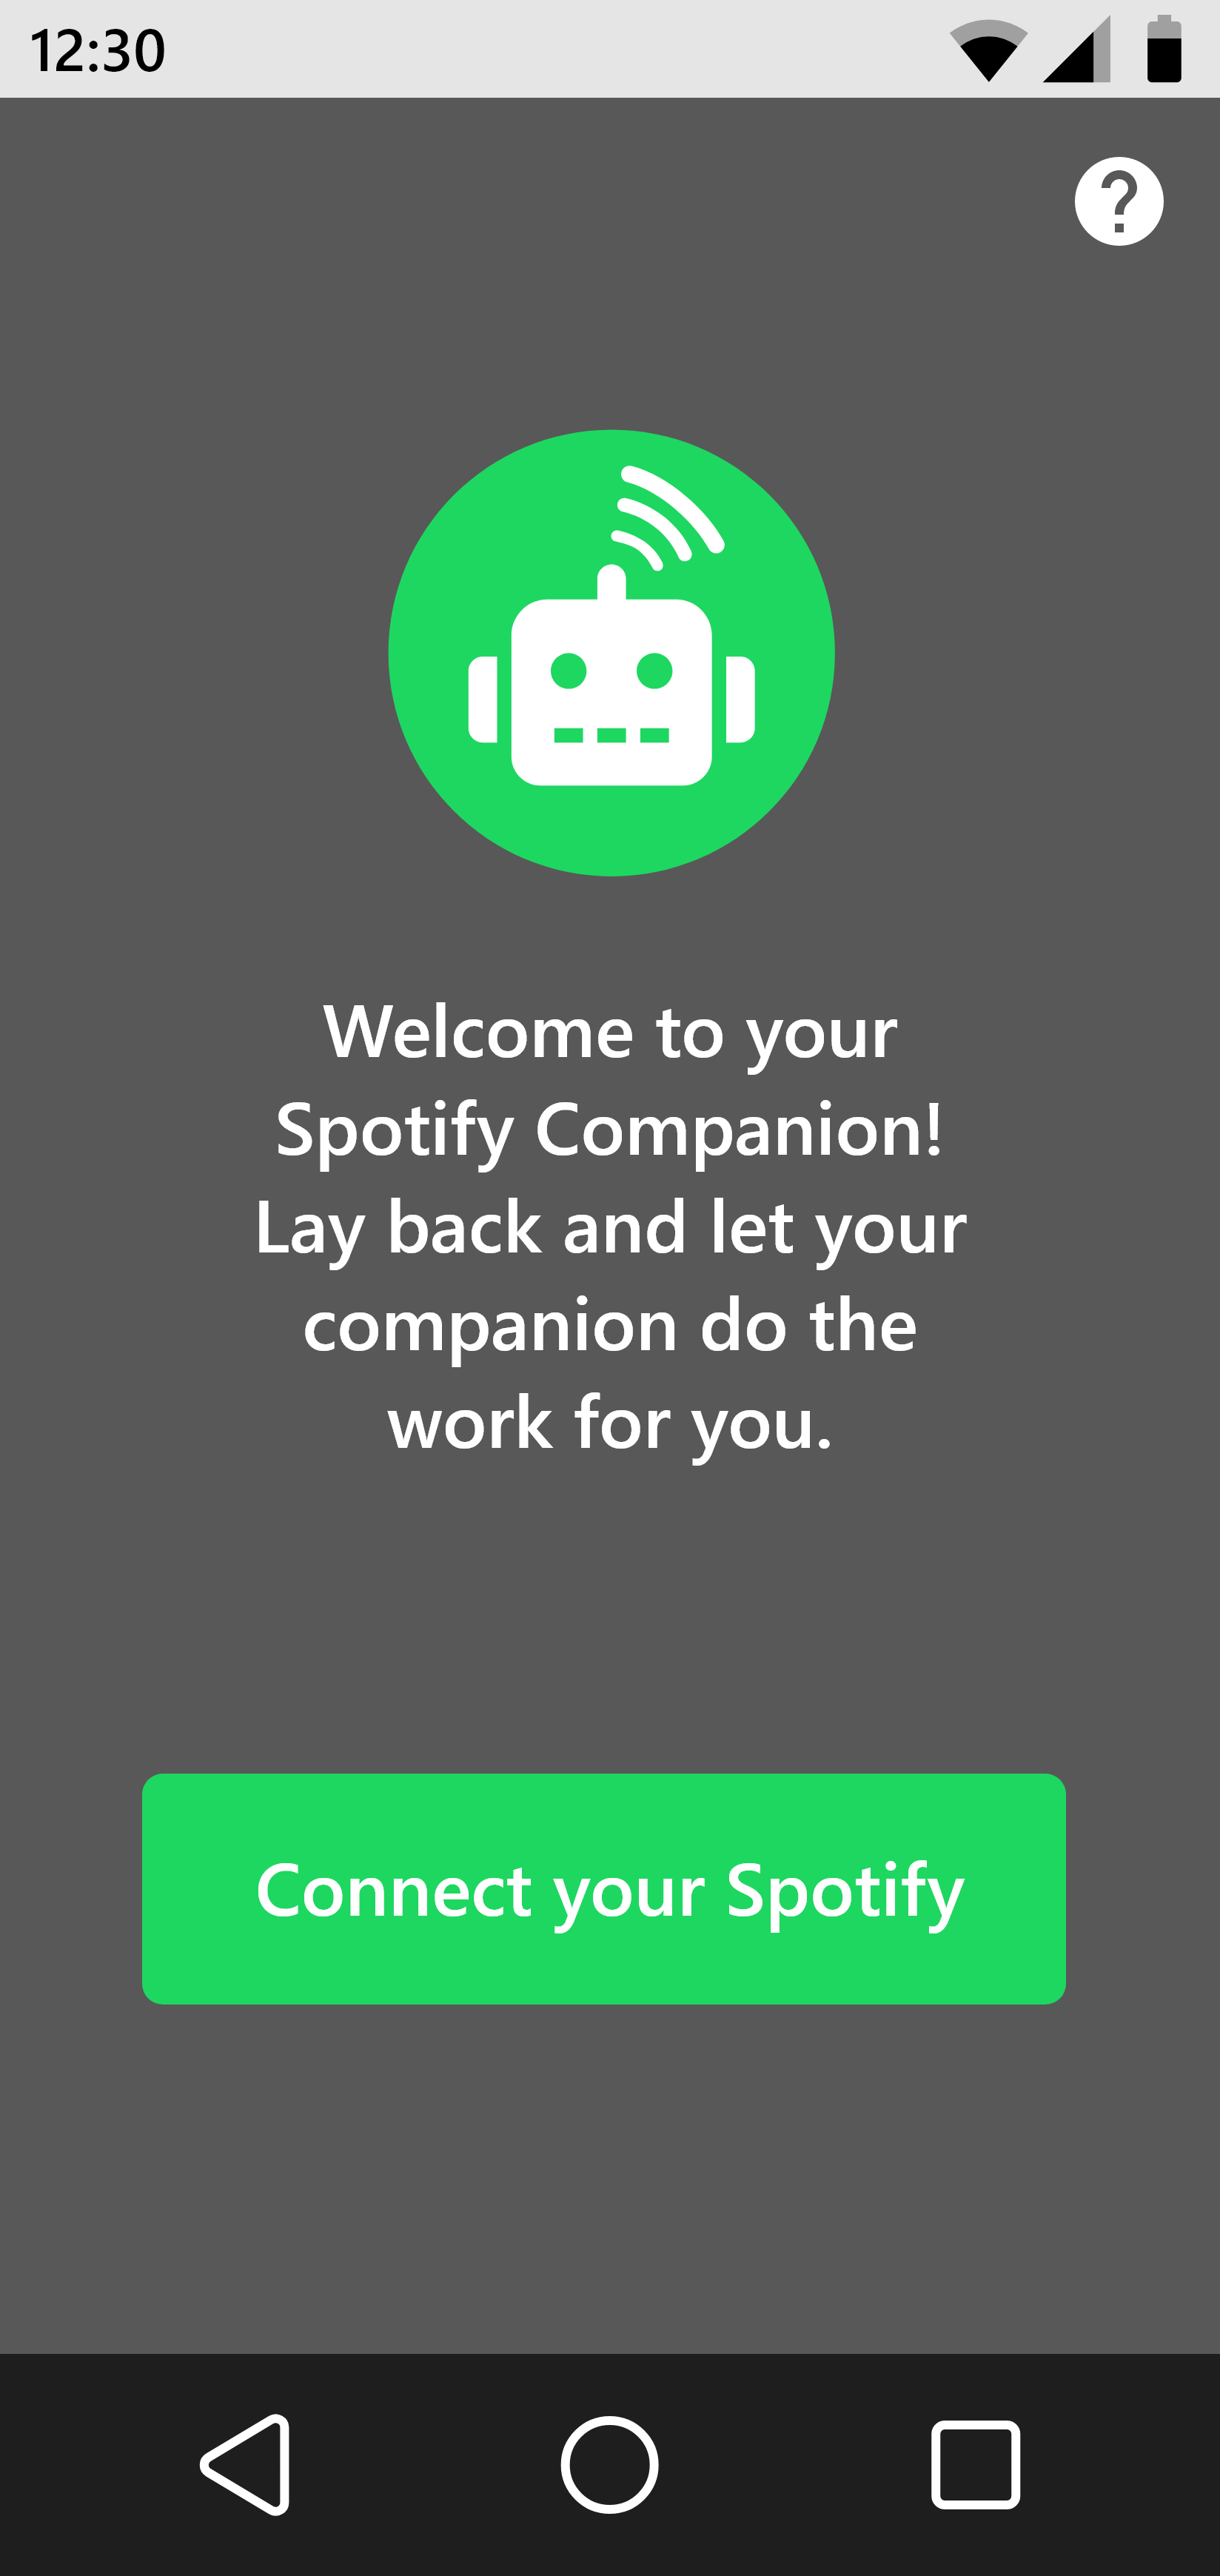 12:30
?
Welcome to your
Spotify Companion!
Lay back and let your
companion do the
work for you.
Connect your Spotify